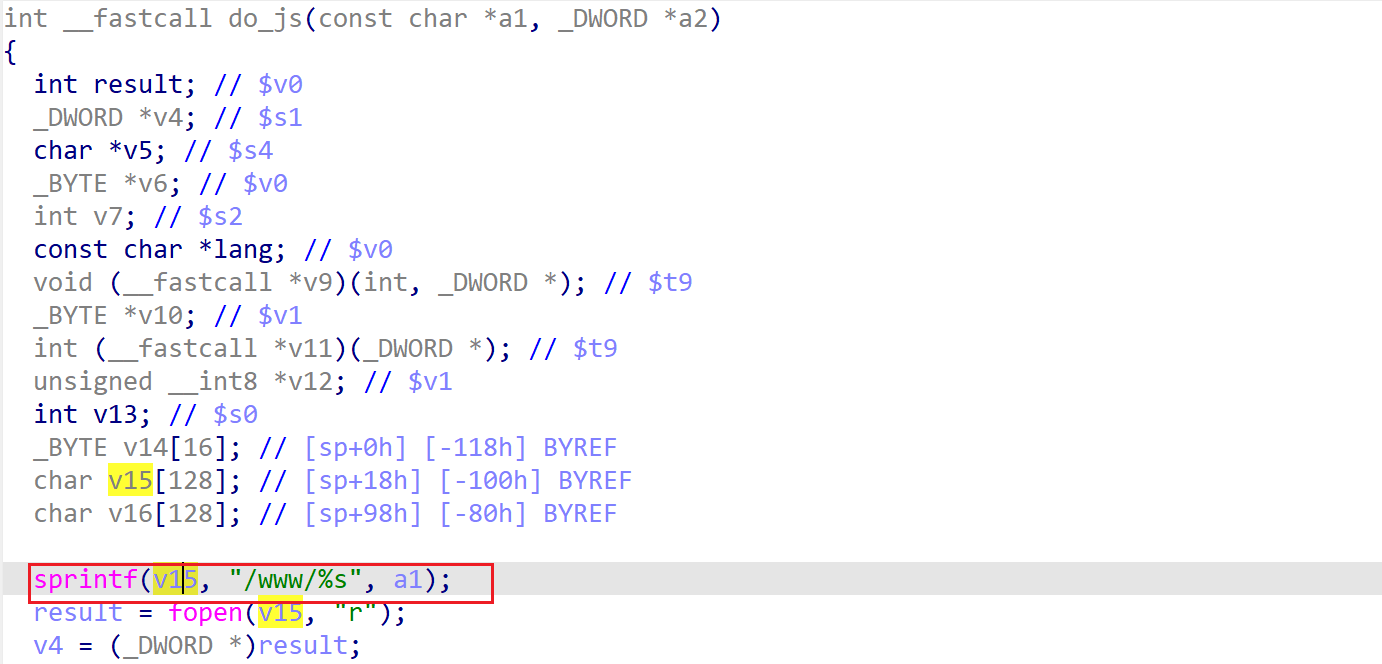 int __fastcall do_js(const char *a1, _DWORD *a2)
{
  int result; // $v0
  _DWORD *v4; // $s1
  char *v5; // $s4
  _BYTE *v6; // $v0
  int v7; // $s2
  const char *lang; // $v0
  void (__fastcall *v9)(int, _DWORD *); // $t9
  _BYTE *v10; // $v1
  int (__fastcall *v11)(_DWORD *); // $t9
  unsigned __int8 *v12; // $v1
  int v13; // $s0
  _BYTE v14[16]; // [sp+0h] [-118h] BYREF
  char v15[128]; // [sp+18h] [-100h] BYREF
  char v16[128]; // [sp+98h] [-80h] BYREF
  sprintf(v15, "/www/%s", a1);
  result = fopen(v15, "r");
  v4 = (_DWORD *)result;